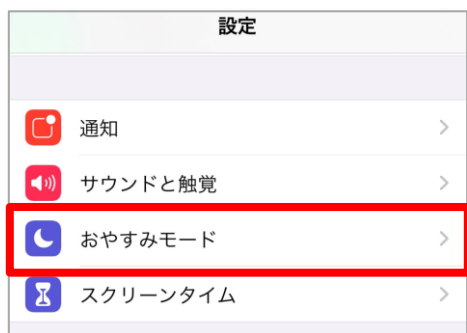 設定
通知
サウンドと触覚
おやすみモード
スクリーンタイム